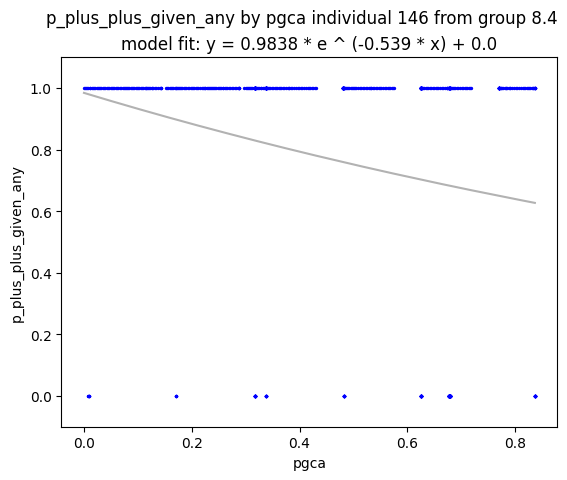 p_plus_plus_given_any by pgca individual 146 from group 8.4
model fit: y = 0.9838 * e ^ (-0.539 * x) + 0.0
1.0
0.8
0.6
0.4
0.2
0.0
p_plus_plus_given_any
0.0 0.2 0.4 0.6 0.8
pgca